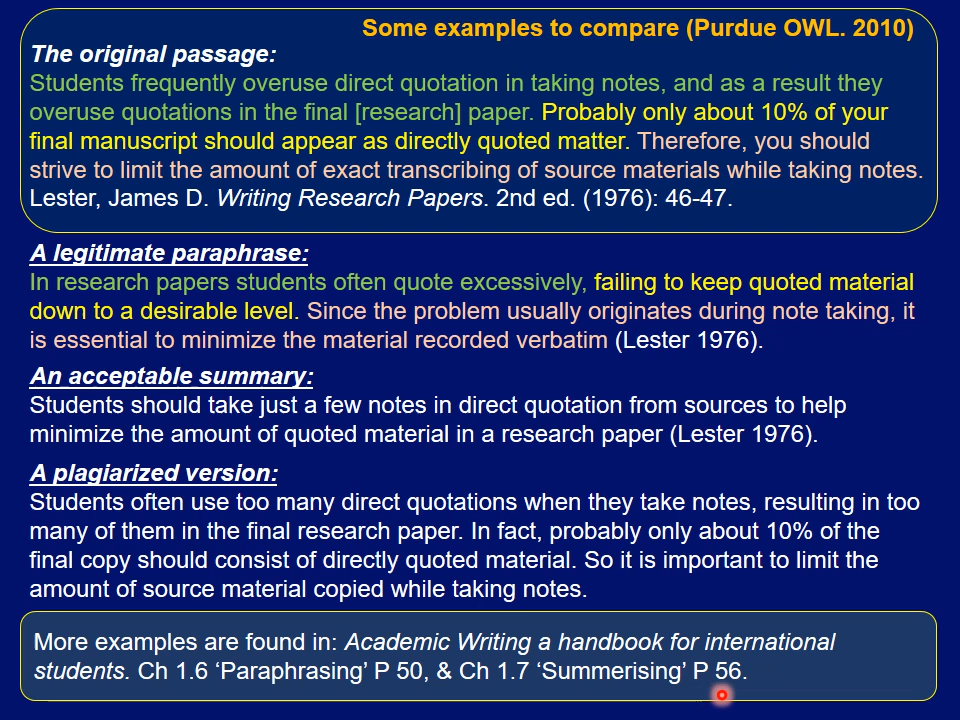 Some examples to compare (Purdue OWL. 2010)
The original passage:
Students frequently overuse direct quotation in taking notes, and as a result they
overuse quotations in the final [research] paper. Probably only about 10% of your
final manuscript should appear as directly quoted matter. Therefore, you should
strive to limit the amount of exact transcribing of source materials while taking notes.
Lester, James D. Writing Research Papers. 2nd ed. (1976): 46-47.
A legitimate paraphrase:
In research papers students often quote excessively, failing to keep quoted material
down to a desirable level. Since the problem usually originates during note taking, it
is essential to minimize the material recorded verbatim (Lester 1976).
An acceptable summary:
Students should take just a few notes in direct quotation from sources to help
minimize the amount of quoted material in a research paper (Lester 1976).
A plagiarized version:
Students often use too many direct quotations when they take notes, resulting in too
many of them in the final research paper. In fact, probably only about 10% of the
final copy should consist of directly quoted material. So it is important to limit the
amount of source material copied while taking notes.
More examples are found in: Academic Writing a handbook for international
students. Ch 1.6 ‘Paraphrasing’ P 50, & Ch 1.7 ‘Summerising’ P 56.